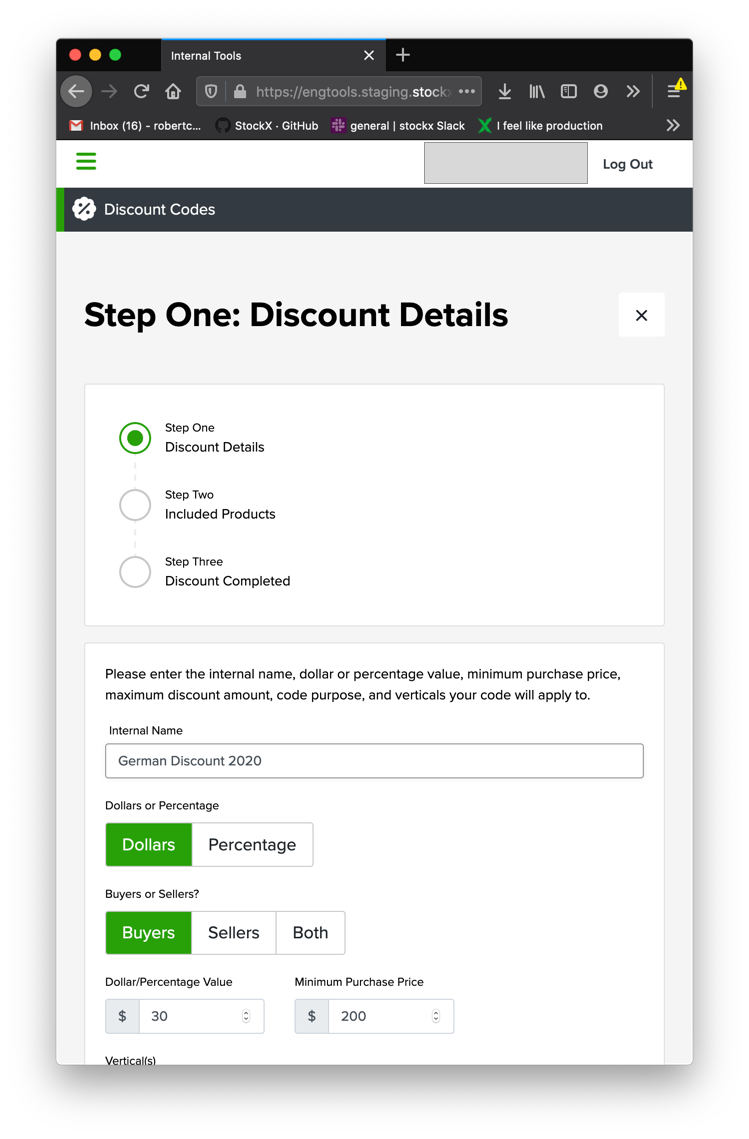 Internal Tools
https://engtools.staging.stockx
Inbox (16) - robertc...
StockX · GitHub
general | stockx Slack
I feel like production
Log Out
Discount Codes
Step One: Discount Details
Step One
Discount Details
Step Two
Included Products
Step Three
Discount Completed
Please enter the internal name, dollar or percentage value, minimum purchase price,
maximum discount amount, code purpose, and verticals your code will apply to.
Internal Name
German Discount 2020
Dollars or Percentage
Dollars Percentage
Buyers or Sellers?
Buyers Sellers Both
Dollar/Percentage Value Minimum Purchase Price
$ 30 $ 200
Vertical(s)